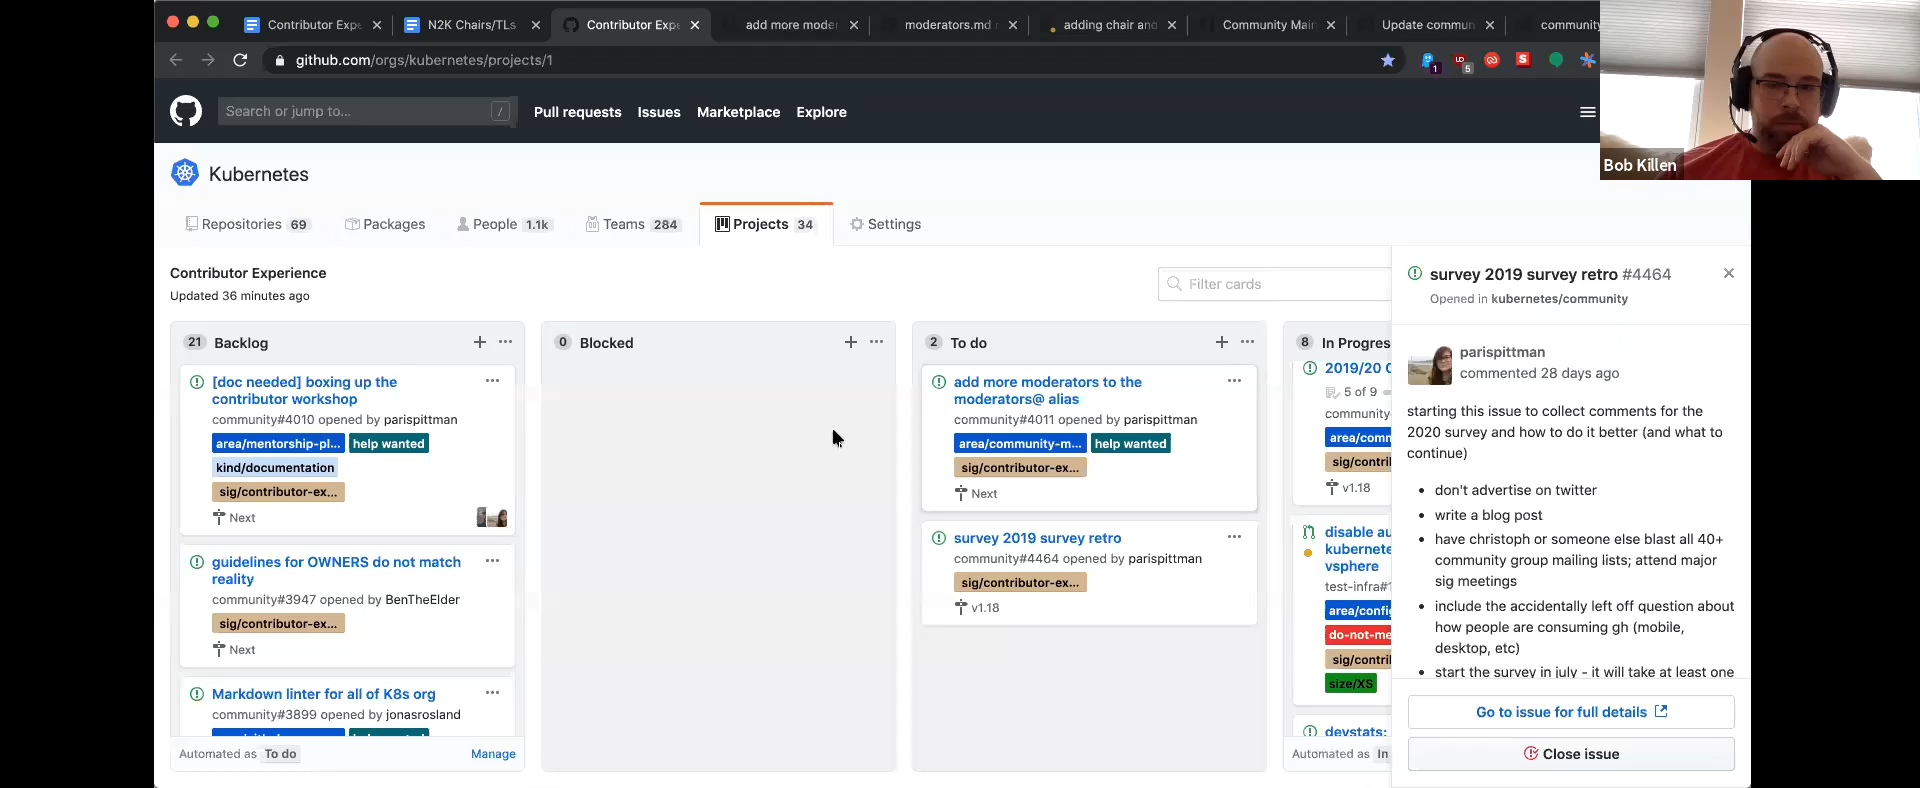 Contributor Expe
N2K Chairs/TLs
Contributor Expe
add more moder
moderators.md
adding chair and
Community Main
Update commun
community
github.com/orgs/kubernetes/projects/1
1
5
S
Search or jump to...
/
Pull requests
Issues
Marketplace
Explore
Bob Killen
Kubernetes
Repositories 69
Packages
People 1.1k
Teams 284
Projects 34
Settings
Contributor Experience
Updated 36 minutes ago
Filter cards
21 Backlog
[doc needed] boxing up the
contributor workshop
community#4010 opened by parispittman
area/mentorship-pl... help wanted
kind/documentation
sig/contributor-ex...
Next
guidelines for OWNERS do not match
reality
community#3947 opened by BenTheElder
sig/contributor-ex...
Next
Markdown linter for all of K8s org
community#3899 opened by jonasrosland
Automated as To do
Manage
0 Blocked
2 To do
add more moderators to the
moderators@ alias
community#4011 opened by parispittman
area/community-m... help wanted
sig/contributor-ex...
Next
survey 2019 survey retro
community#4464 opened by parispittman
sig/contributor-ex...
v1.18
8 In Progres
2019/20 C
5 of 9
community
area/comm
sig/contril
v1.18
disable au
kubernete
vsphere
test-infra#1
area/config
do-not-me
sig/contril
size/XS
devstats:
Automated as In
survey 2019 survey retro #4464
Opened in kubernetes/community
parispittman
commented 28 days ago
starting this issue to collect comments for the
2020 survey and how to do it better (and what to
continue)
• don't advertise on twitter
• write a blog post
• have christoph or someone else blast all 40+
community group mailing lists; attend major
sig meetings
• include the accidentally left off question about
how people are consuming gh (mobile,
desktop, etc)
• start the survey in july - it will take at least one
Go to issue for full details
Close issue